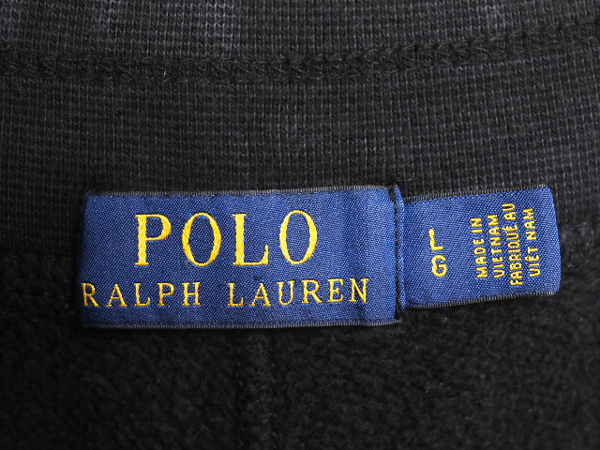 POLO
RALPH LAUREN
L
G
MADE IN
VIETNAM
FABRIQUÉ AU
VIÊT NAM